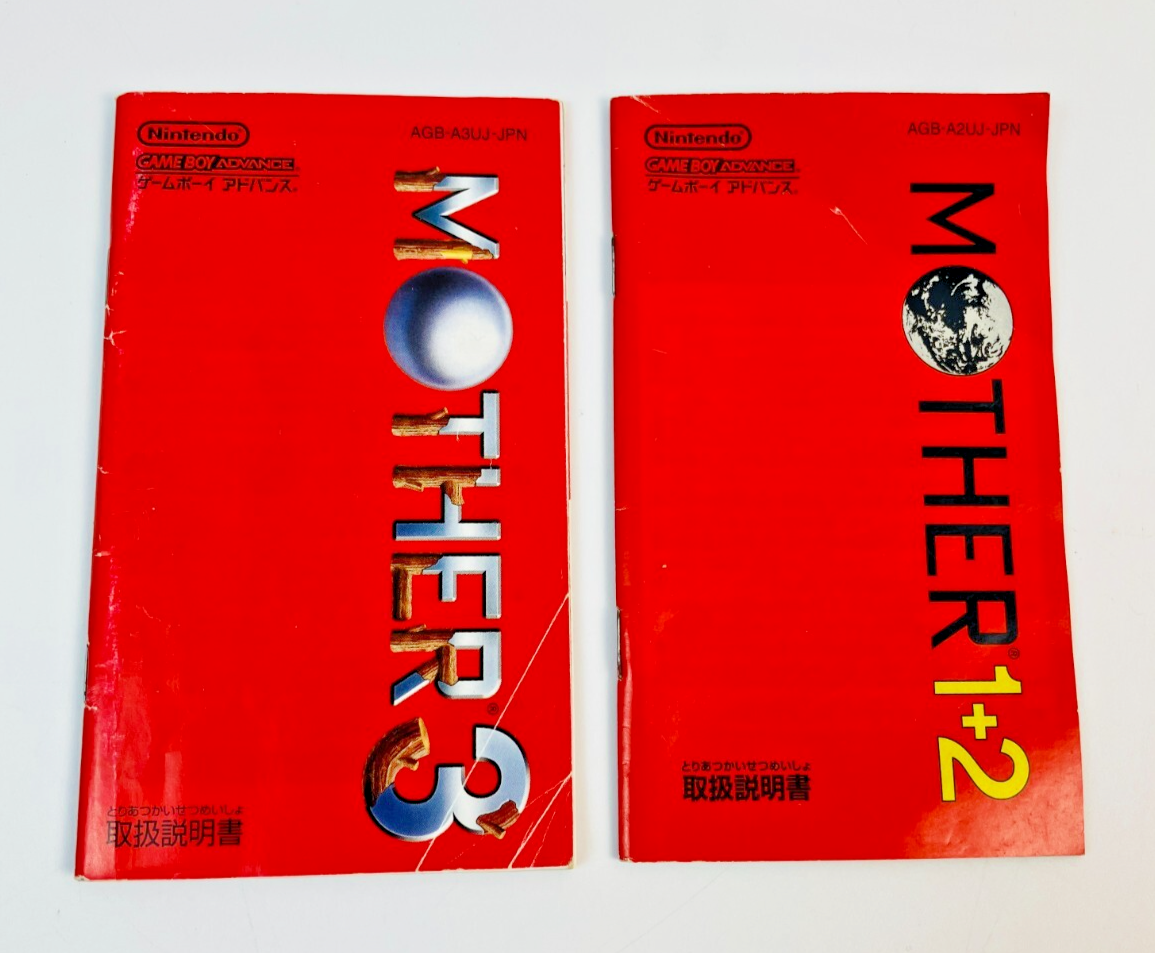 Nintendo®
AGB-A3UJ-JPN
GAME BOY ADVANCE
ゲームボーイ アドバンス®
MOTHER®3
とりあつかいせつめいしょ
取扱説明書
Nintendo®
AGB-A2UJ-JPN
GAME BOY ADVANCE
ゲームボーイ アドバンス®
MOTHER®1+2
とりあつかいせつめいしょ
取扱説明書